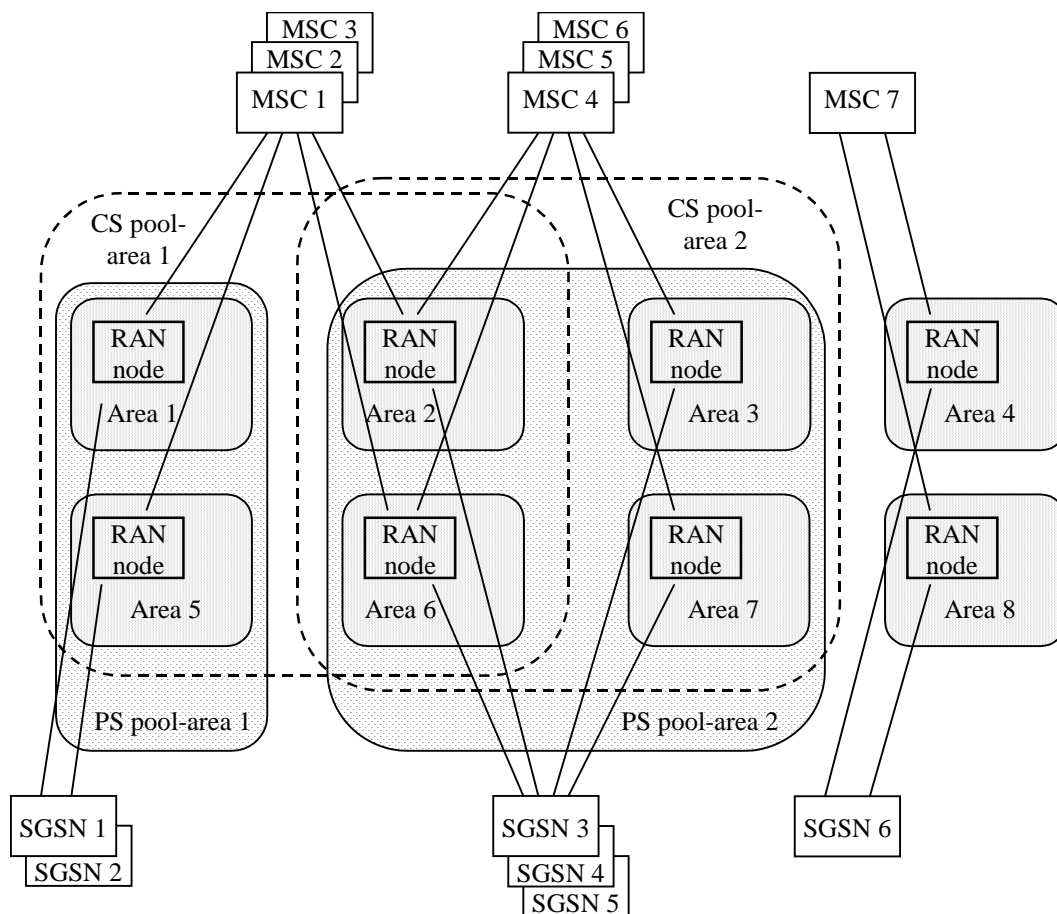 MSC 3
MSC 6
MSC 2
MSC 5
MSC 1
MSC 4
MSC 7
CS pool-
area 1
CS pool-
area 2
RAN
node
Area 1
RAN
node
Area 2
RAN
node
Area 3
RAN
node
Area 4
RAN
node
Area 5
RAN
node
Area 6
RAN
node
Area 7
RAN
node
Area 8
PS pool-area 1
PS pool-area 2
SGSN 1
SGSN 2
SGSN 3
SGSN 4
SGSN 5
SGSN 6